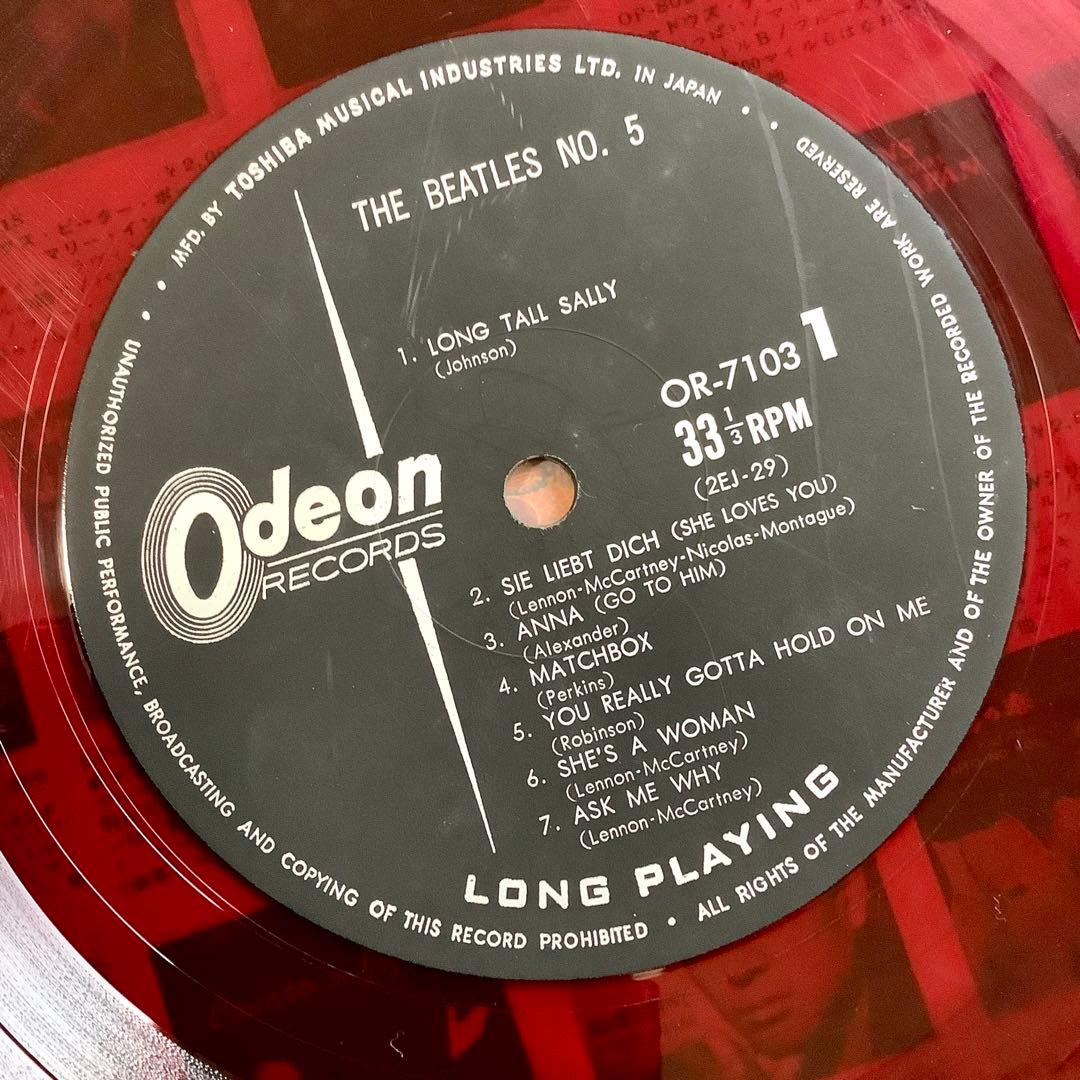 MFD. BY TOSHIBA MUSICAL INDUSTRIES LTD. IN JAPAN
THE BEATLES NO. 5
1. LONG TALL SALLY
(Johnson)
OR-7103 1
33 1/3 RPM
(2EJ-29)
Odeon
RECORDS
2. SIE LIEBT DICH (SHE LOVES YOU)
(Lennon-McCartney-Nicolas-Montague)
3. ANNA (GO TO HIM)
(Alexander)
4. MATCHBOX
(Perkins)
5. YOU REALLY GOTTA HOLD ON ME
(Robinson)
6. SHE'S A WOMAN
(Lennon-McCartney)
7. ASK ME WHY
(Lennon-McCartney)
LONG PLAYING
UNAUTHORIZED PUBLIC PERFORMANCE, BROADCASTING AND COPYING OF THIS RECORD PROHIBITED • ALL RIGHTS OF THE MANUFACTURER AND OF THE OWNER OF THE RECORDED WORK ARE RESERVED